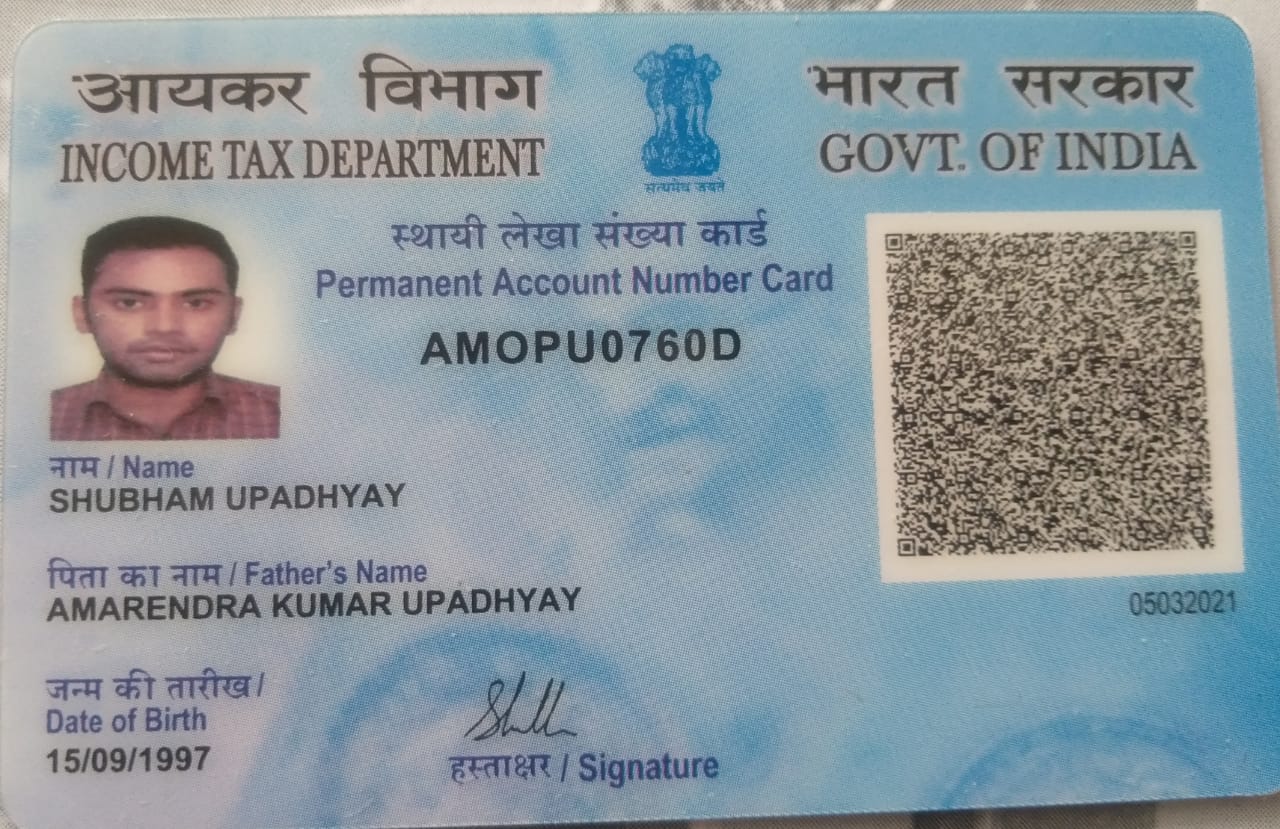 आयकर विभाग
INCOME TAX DEPARTMENT
सत्यमेव जयते
भारत सरकार
GOVT. OF INDIA
स्थायी लेखा संख्या कार्ड
Permanent Account Number Card
AMOPU0760D
नाम / Name
SHUBHAM UPADHYAY
पिता का नाम / Father's Name
AMARENDRA KUMAR UPADHYAY
05032021
जन्म की तारीख /
Date of Birth
15/09/1997
हस्ताक्षर / Signature